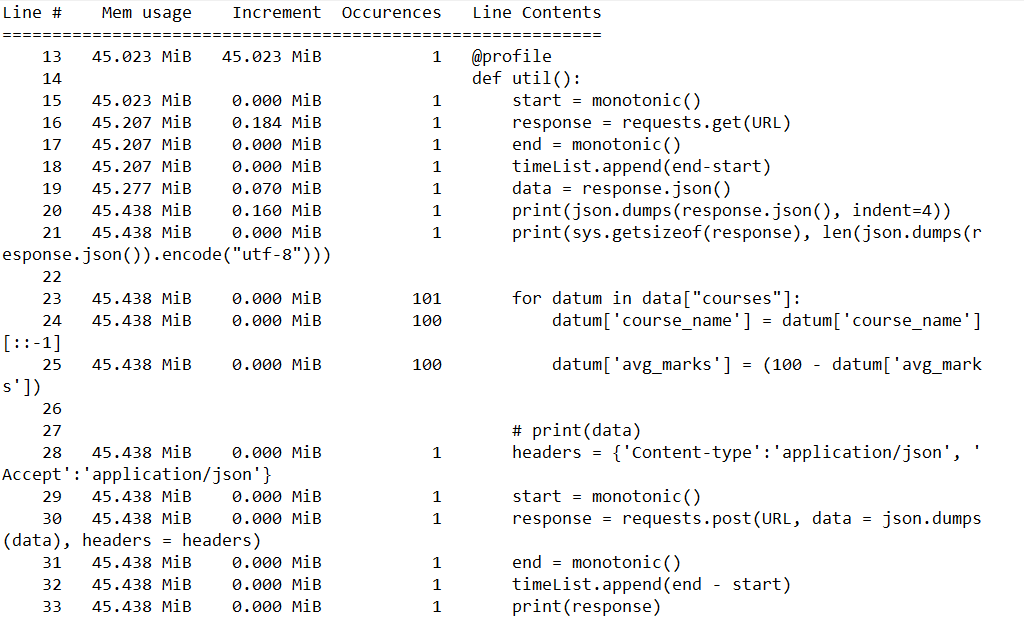 Line #    Mem usage    Increment  Occurences   Line Contents
============================================================
    13   45.023 MiB   45.023 MiB           1   @profile
    14                                         def util():
    15   45.023 MiB    0.000 MiB           1       start = monotonic()
    16   45.207 MiB    0.184 MiB           1       response = requests.get(URL)
    17   45.207 MiB    0.000 MiB           1       end = monotonic()
    18   45.207 MiB    0.000 MiB           1       timeList.append(end-start)
    19   45.277 MiB    0.070 MiB           1       data = response.json()
    20   45.438 MiB    0.160 MiB           1       print(json.dumps(response.json(), indent=4))
    21   45.438 MiB    0.000 MiB           1       print(sys.getsizeof(response), len(json.dumps(r
esponse.json()).encode("utf-8")))
    22
    23   45.438 MiB    0.000 MiB         101       for datum in data["courses"]:
    24   45.438 MiB    0.000 MiB         100           datum['course_name'] = datum['course_name']
[::-1]
    25   45.438 MiB    0.000 MiB         100           datum['avg_marks'] = (100 - datum['avg_mark
s'])
    26
    27                                             # print(data)
    28   45.438 MiB    0.000 MiB           1       headers = {'Content-type':'application/json', '
Accept':'application/json'}
    29   45.438 MiB    0.000 MiB           1       start = monotonic()
    30   45.438 MiB    0.000 MiB           1       response = requests.post(URL, data = json.dumps
(data), headers = headers)
    31   45.438 MiB    0.000 MiB           1       end = monotonic()
    32   45.438 MiB    0.000 MiB           1       timeList.append(end - start)
    33   45.438 MiB    0.000 MiB           1       print(response)